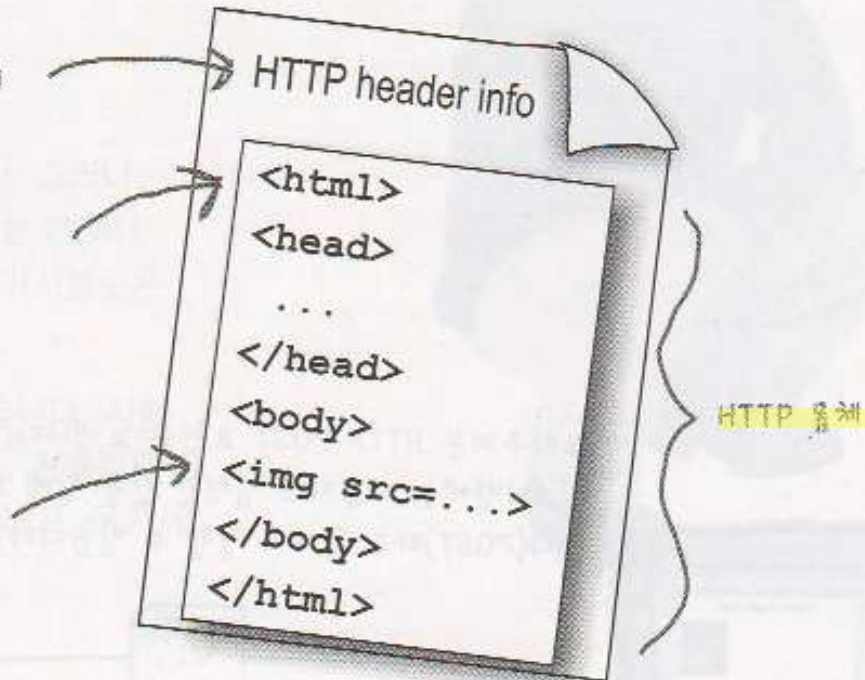 HTTP header info
<html>
<head>
...
</head>
<body>
<img src=...>
</body>
</html>
HTTP 몸체